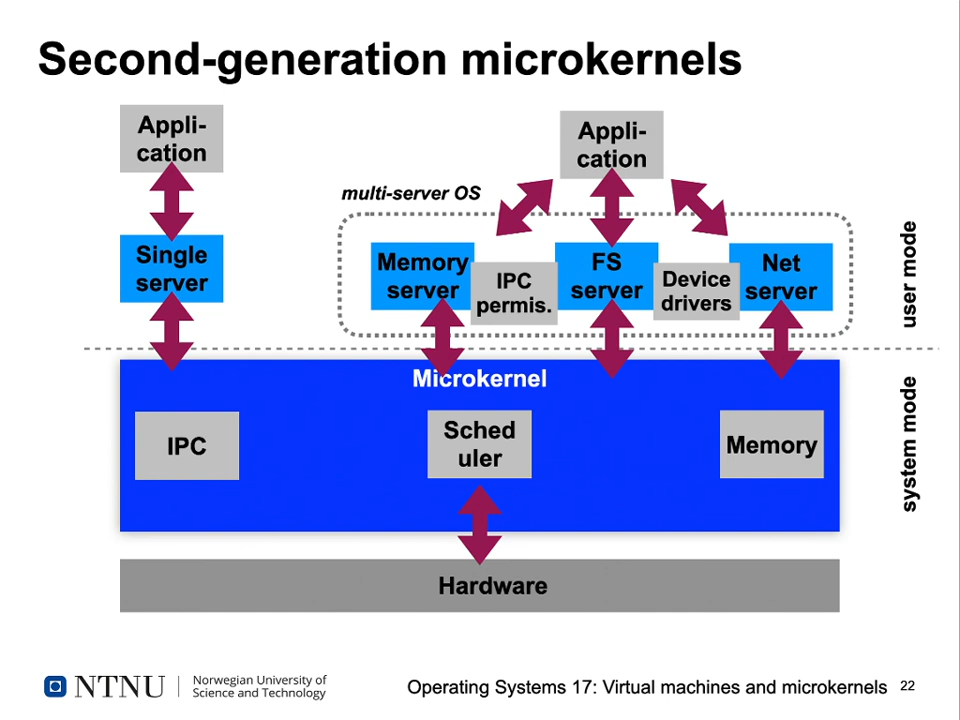 Second-generation microkernels
Appli-
cation
Appli-
cation
multi-server OS
Single
server
Memory
server
IPC
permis.
FS
server
Device
drivers
Net
server
user mode
Microkernel
IPC
Sched
uler
Memory
system mode
Hardware
NTNU
Norwegian University of
Science and Technology
Operating Systems 17: Virtual machines and microkernels
22